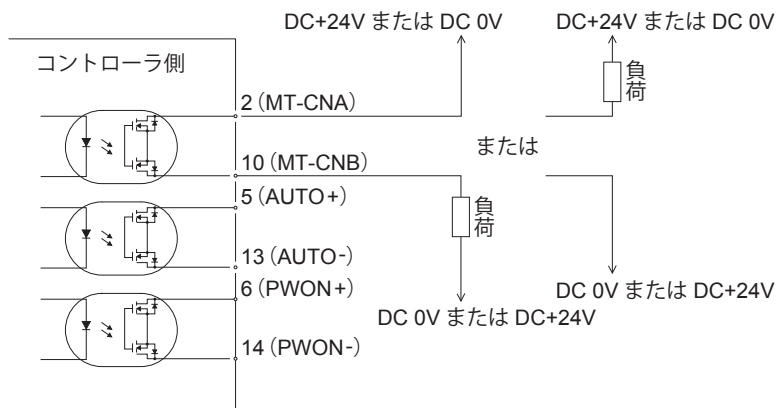 DC+24V または DC 0V
DC+24V または DC 0V
コントローラ側
負荷
2 (MT-CNA)
または
10 (MT-CNB)
5 (AUTO+)
負荷
13 (AUTO-)
6 (PWON+)
DC 0V または DC+24V
DC 0V または DC+24V
14 (PWON-)